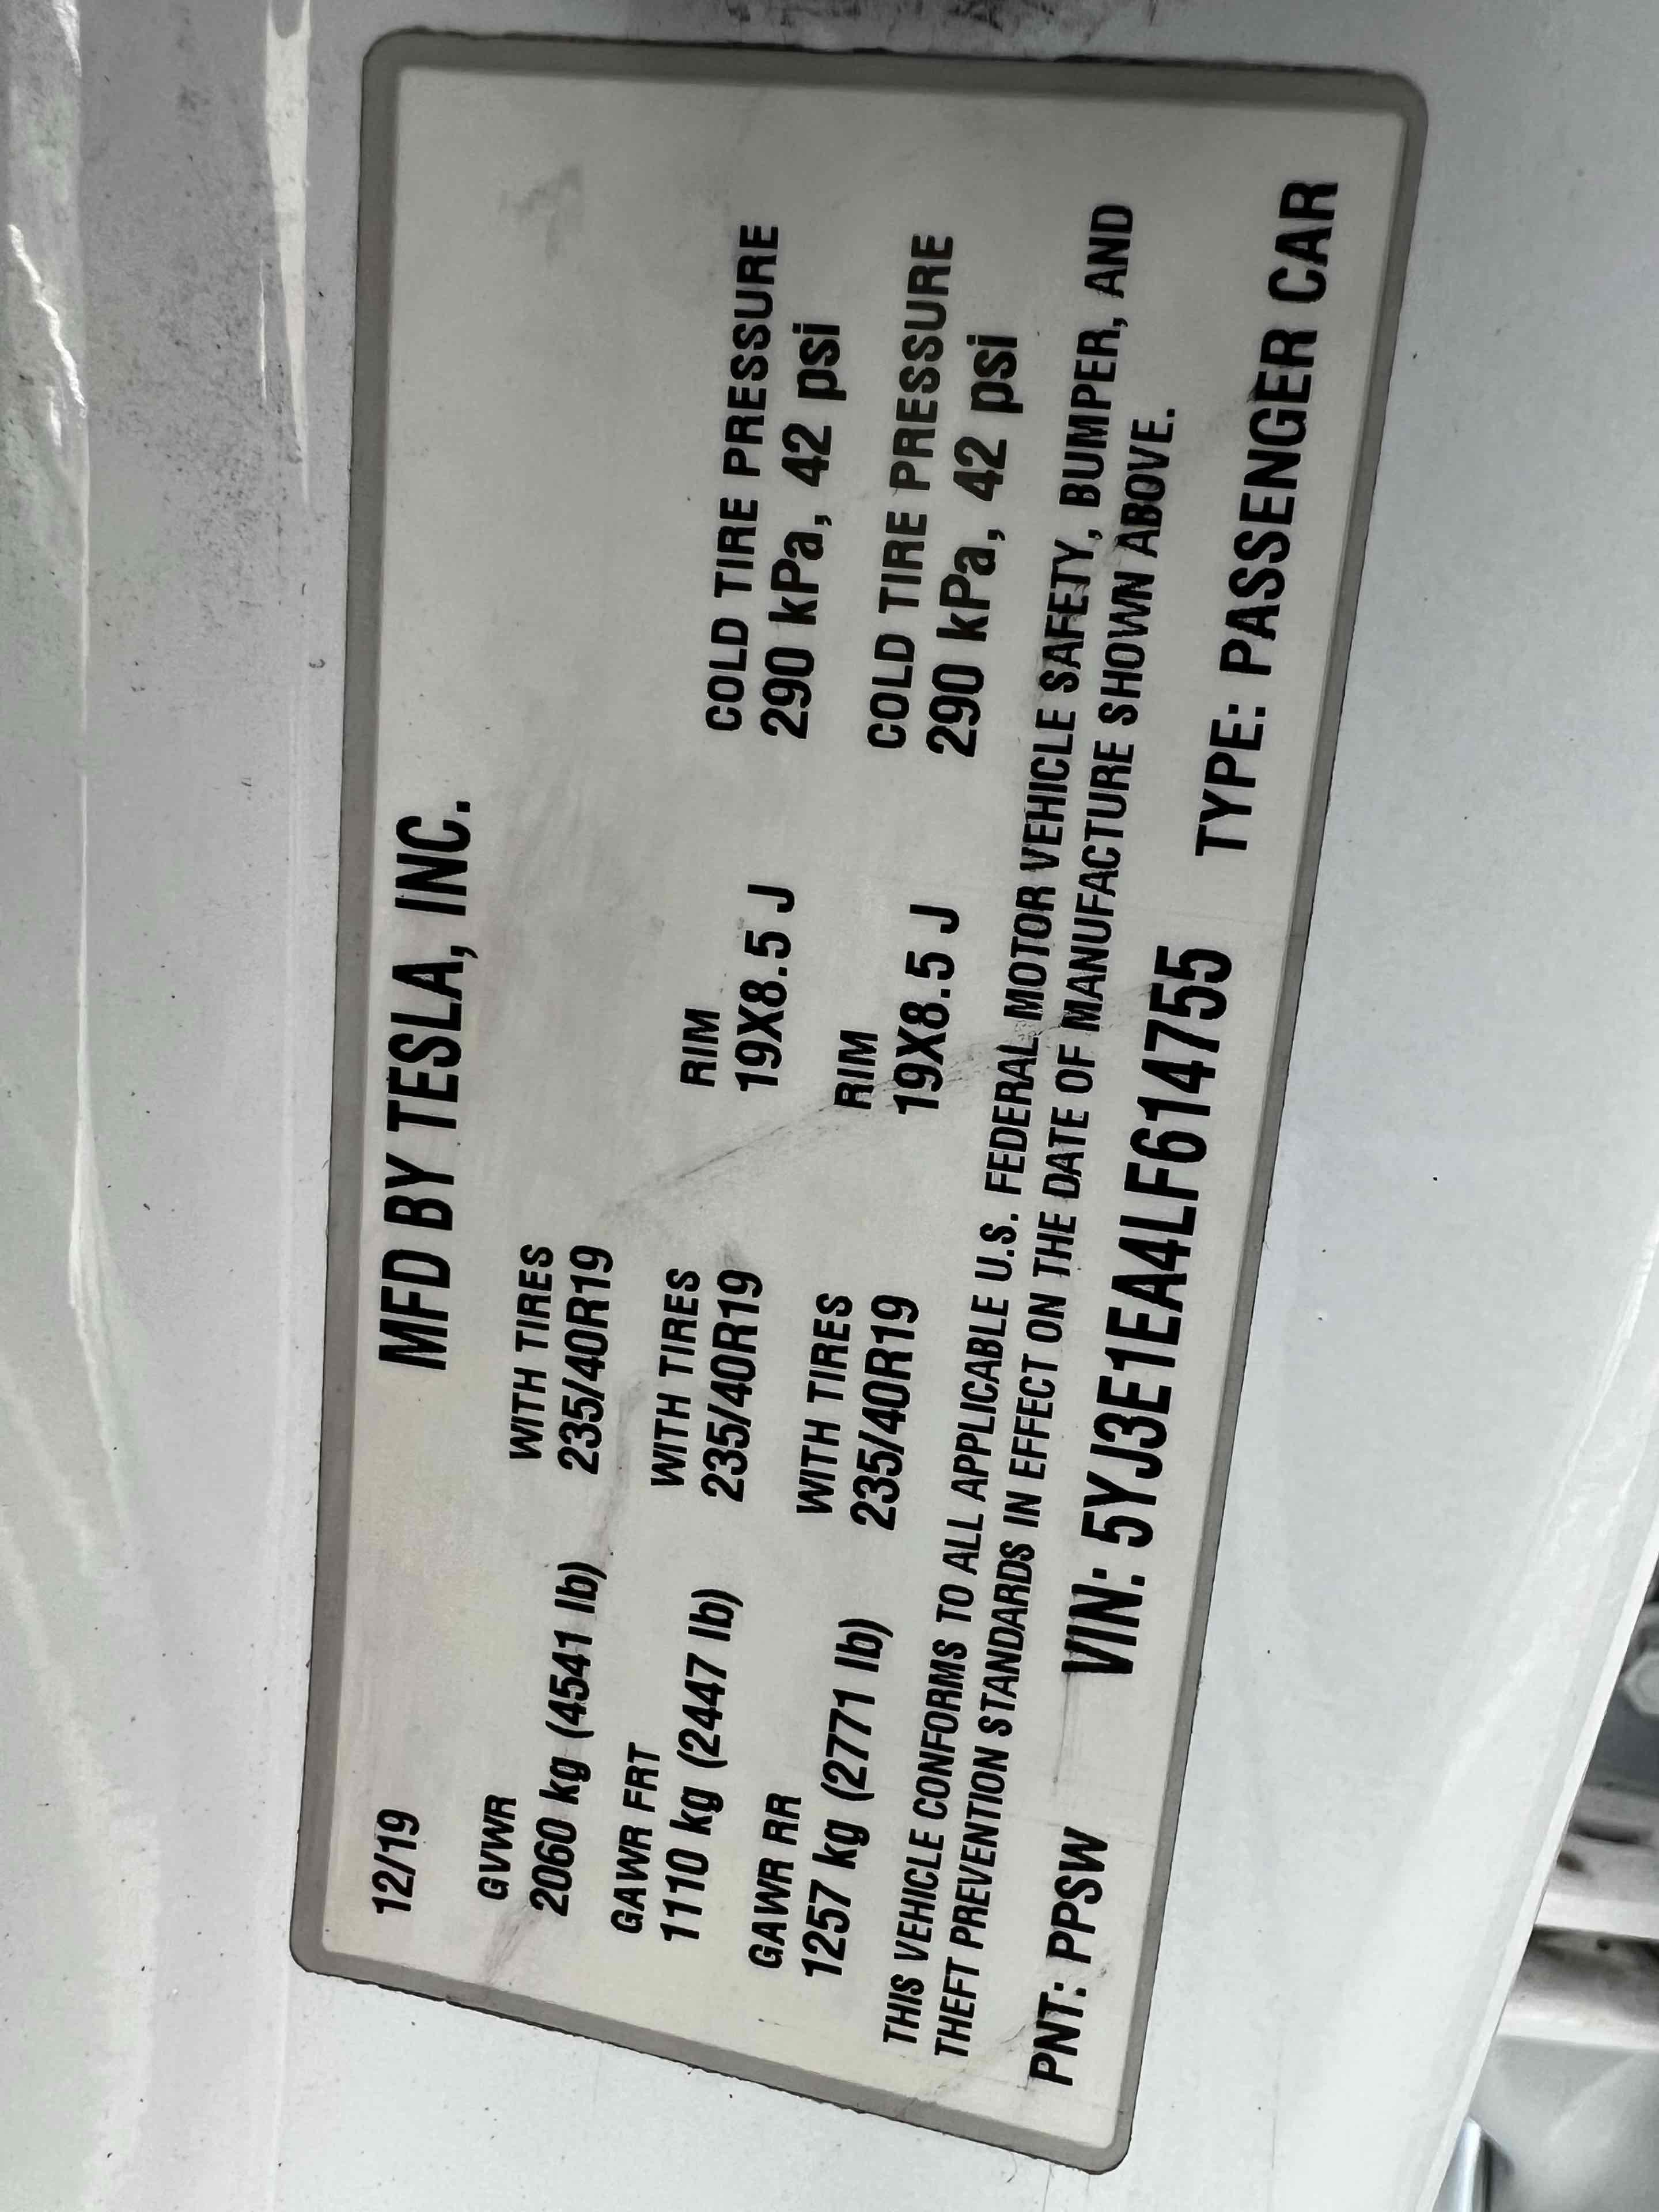 12/19 MFD BY TESLA, INC.
GVWR WITH TIRES
2060 kg (4541 lb) 235/40R19
GAWR FRT WITH TIRES RIM COLD TIRE PRESSURE
1110 kg (2447 lb) 235/40R19 19X8.5 J 290 kPa, 42 psi
GAWR RR WITH TIRES RIM COLD TIRE PRESSURE
1257 kg (2771 lb) 235/40R19 19X8.5 J 290 kPa, 42 psi
THIS VEHICLE CONFORMS TO ALL APPLICABLE U.S. FEDERAL MOTOR VEHICLE SAFETY, BUMPER, AND
THEFT PREVENTION STANDARDS IN EFFECT ON THE DATE OF MANUFACTURE SHOWN ABOVE.
PNT: PPSW VIN: 5YJ3E1EA4LF614755 TYPE: PASSENGER CAR